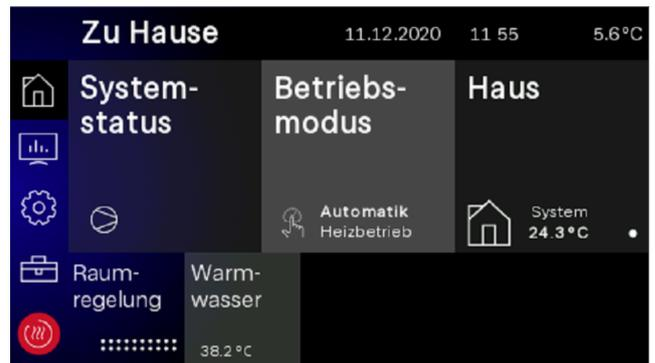 Zu Hause 11.12.2020 11 55 5.6°C
System-
status
Betriebs-
modus
Automatik
Heizbetrieb
Haus
System
24.3°C
Raum-
regelung
Warm-
wasser
38.2°C